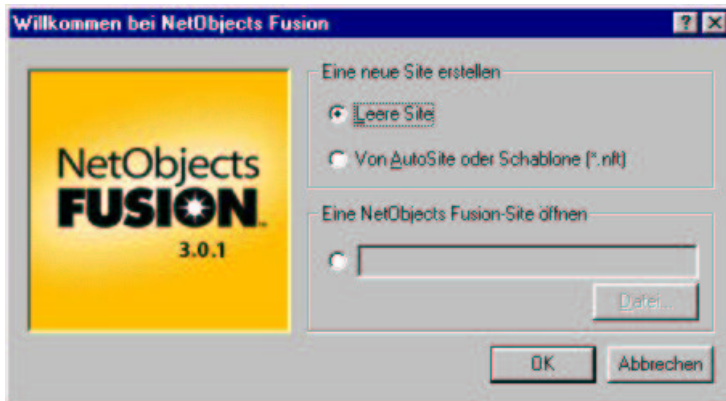 Willkommen bei NetObjects Fusion
NetObjects
FUSION™
3.0.1
Eine neue Site erstellen
Leere Site
Von AutoSite oder Schablone (*.nft)
Eine NetObjects Fusion-Site öffnen
Datei...
OK
Abbrechen